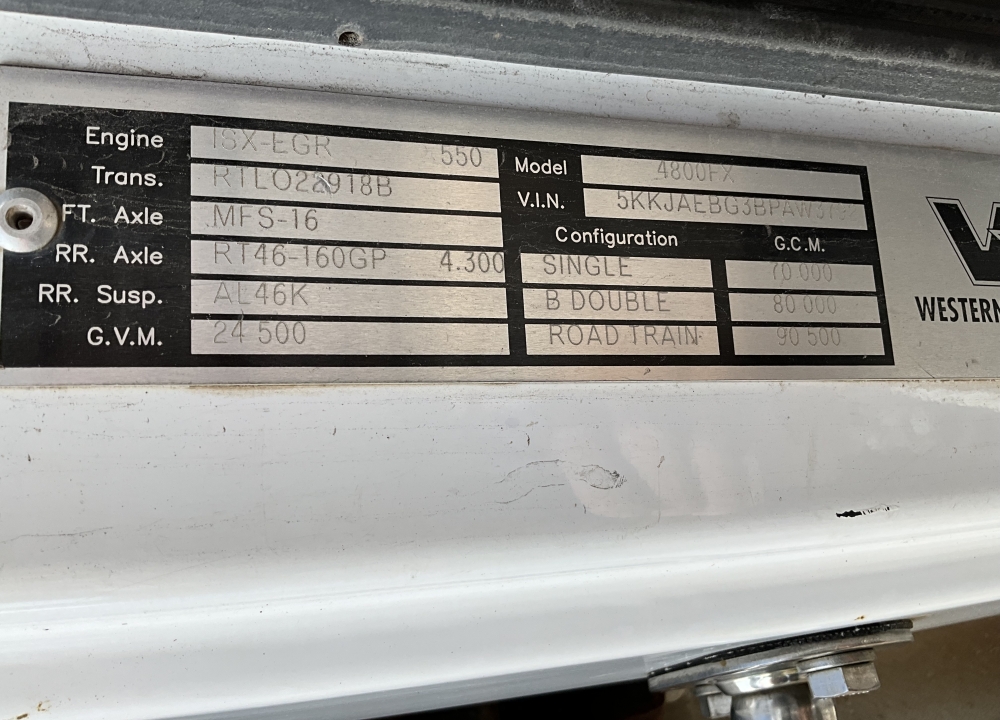 Engine ISX-EGR 550
Trans. RTLO22918B
FT. Axle MFS-16
RR. Axle RT46-160GP 4.300
RR. Susp. AL46K
G.V.M. 24 500
Model 4800FX
V.I.N.
Configuration G.C.M.
SINGLE 70 000
B DOUBLE 80 000
ROAD TRAIN 90 500
WESTERN